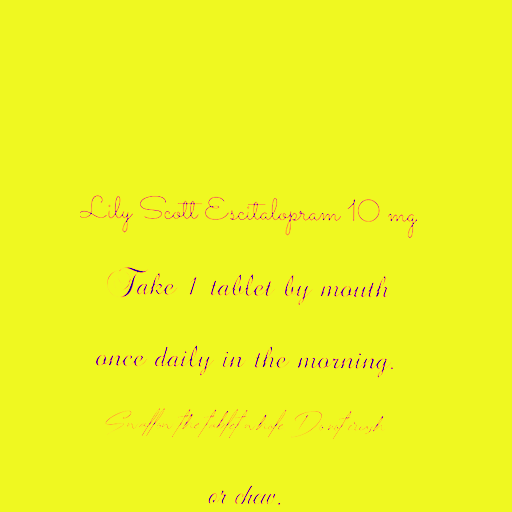 Lily Scott Escitalopram 10 mg
Take 1 tablet by mouth
once daily in the morning.
Swallow the tablet whole. Do not crush
or chew.